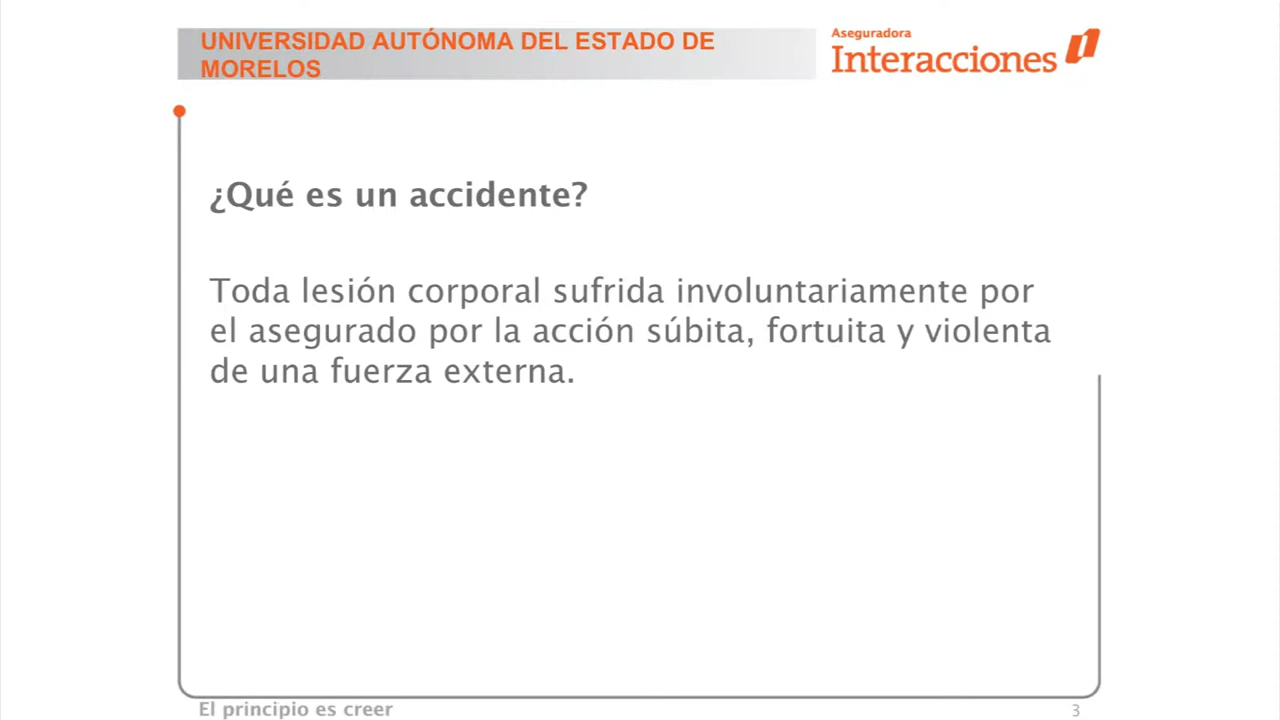 UNIVERSIDAD AUTÓNOMA DEL ESTADO DE
MORELOS
Aseguradora
Interacciones
¿Qué es un accidente?
Toda lesión corporal sufrida involuntariamente por
el asegurado por la acción súbita, fortuita y violenta
de una fuerza externa.
El principio es creer
3